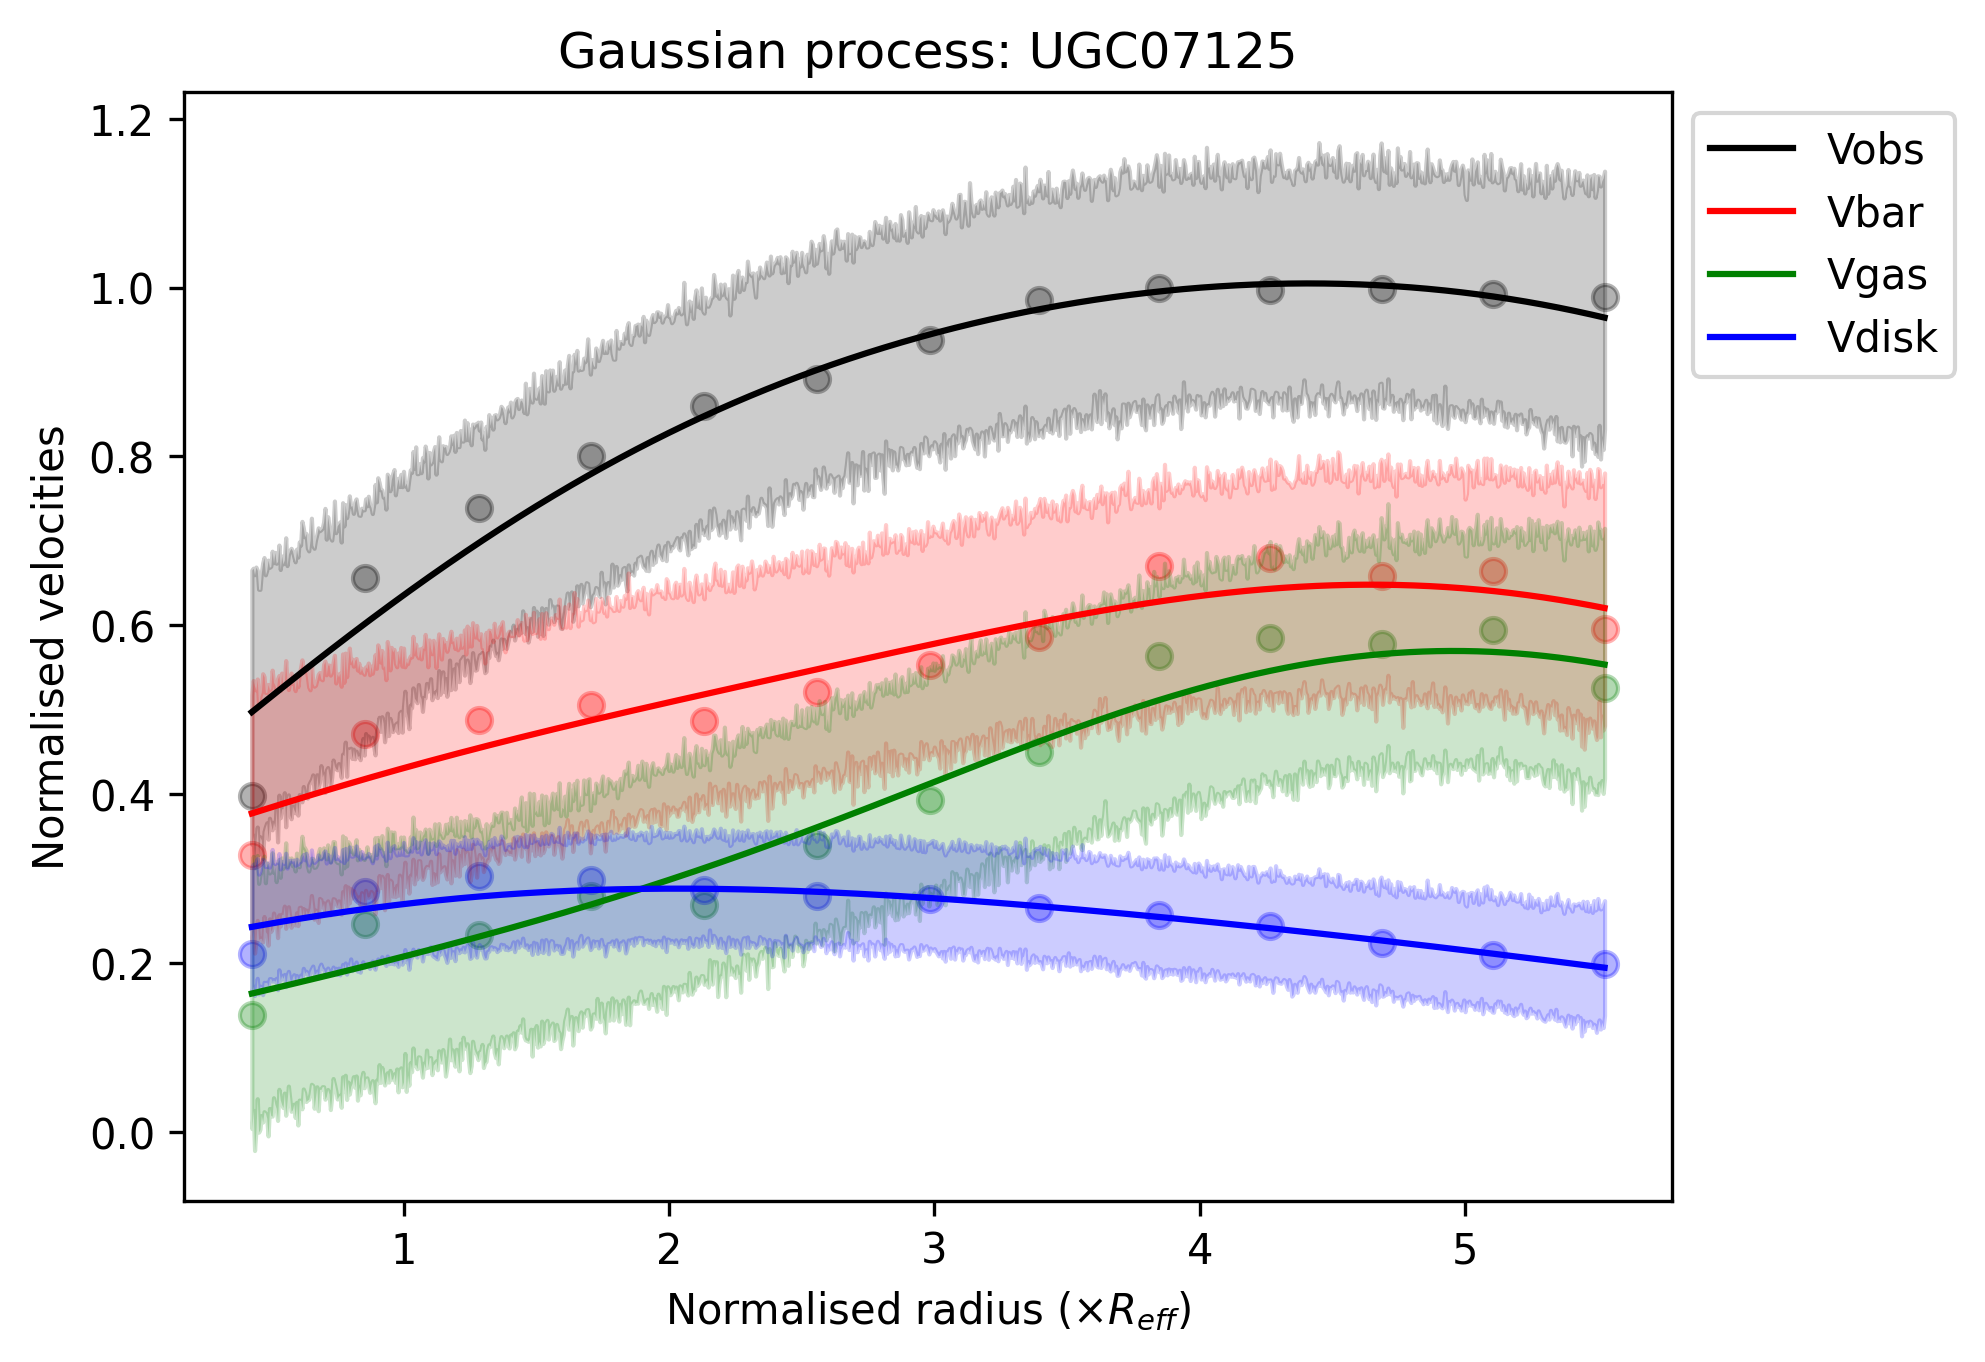 Gaussian process: UGC07125
1.2
1.0
0.8
0.6
0.4
0.2
0.0
Normalised velocities
1 2 3 4 5
Normalised radius (×R_eff)
Vobs
Vbar
Vgas
Vdisk